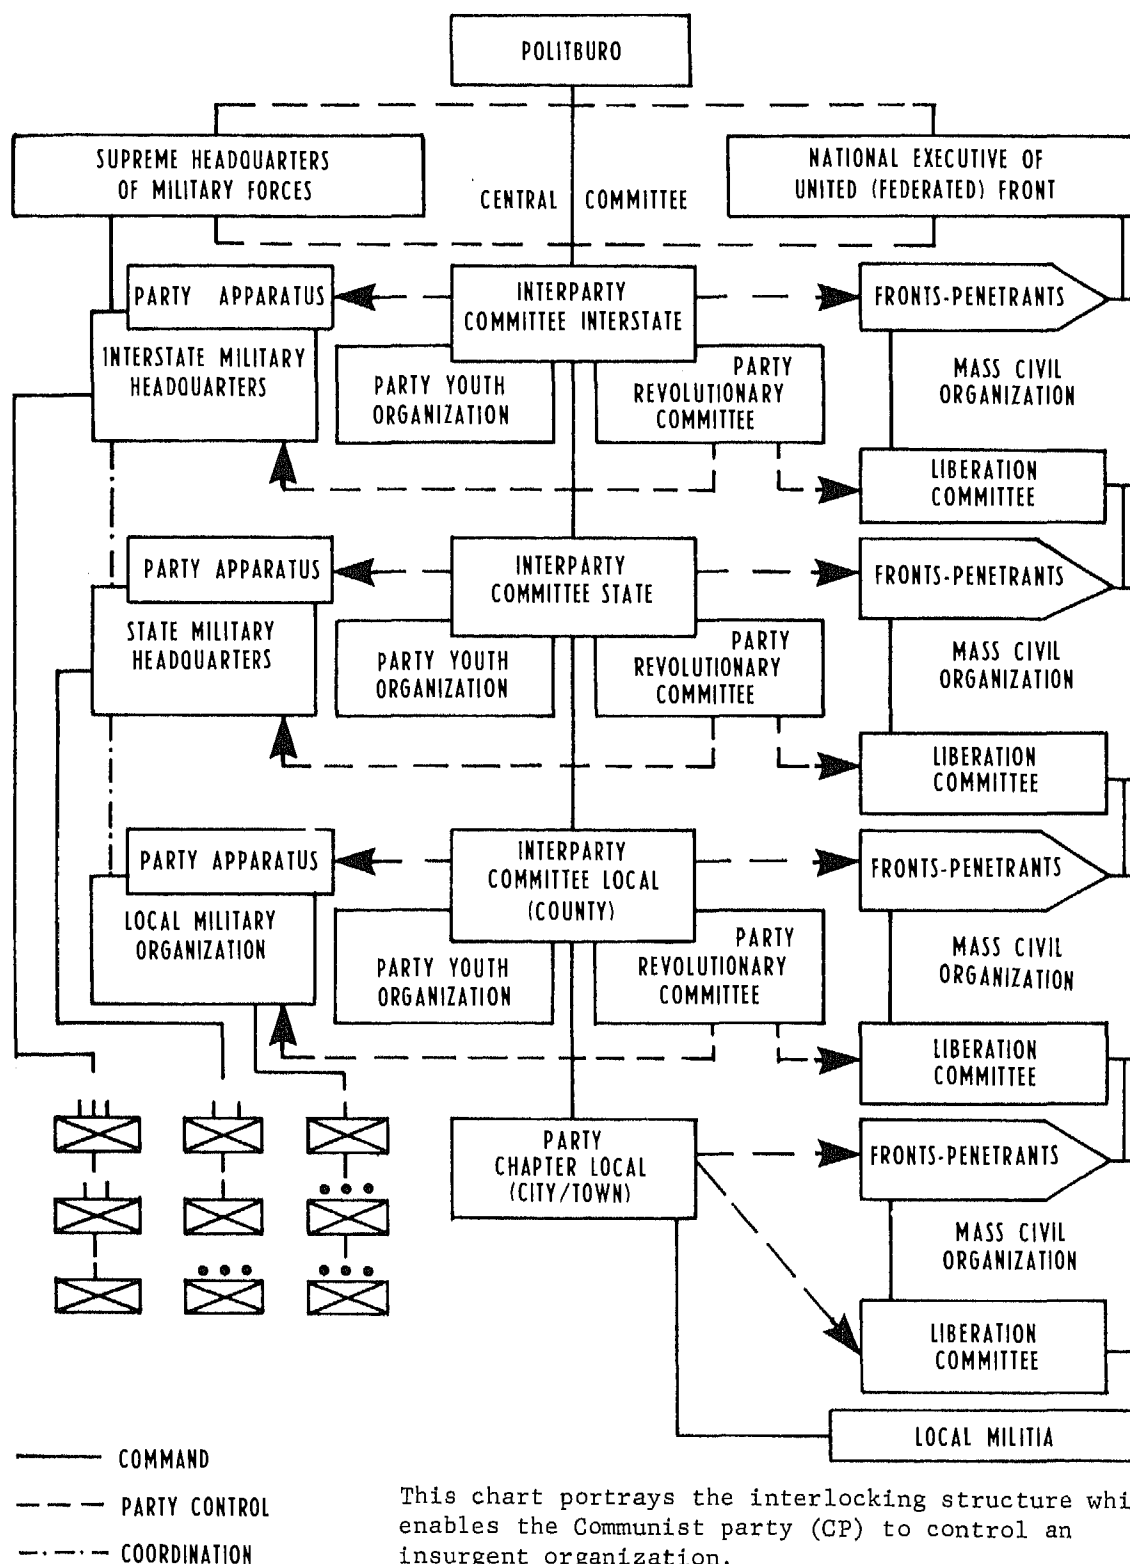 POLITBURO
SUPREME HEADQUARTERS
OF MILITARY FORCES
CENTRAL COMMITTEE
NATIONAL EXECUTIVE OF
UNITED (FEDERATED) FRONT
PARTY APPARATUS
INTERSTATE MILITARY
HEADQUARTERS
INTERPARTY
COMMITTEE INTERSTATE
PARTY YOUTH
ORGANIZATION
PARTY
REVOLUTIONARY
COMMITTEE
FRONTS-PENETRANTS
MASS CIVIL
ORGANIZATION
LIBERATION
COMMITTEE
PARTY APPARATUS
STATE MILITARY
HEADQUARTERS
INTERPARTY
COMMITTEE STATE
PARTY YOUTH
ORGANIZATION
PARTY
REVOLUTIONARY
COMMITTEE
FRONTS-PENETRANTS
MASS CIVIL
ORGANIZATION
LIBERATION
COMMITTEE
PARTY APPARATUS
LOCAL MILITARY
ORGANIZATION
INTERPARTY
COMMITTEE LOCAL
(COUNTY)
PARTY YOUTH
ORGANIZATION
PARTY
REVOLUTIONARY
COMMITTEE
FRONTS-PENETRANTS
MASS CIVIL
ORGANIZATION
LIBERATION
COMMITTEE
PARTY
CHAPTER LOCAL
(CITY/TOWN)
FRONTS-PENETRANTS
MASS CIVIL
ORGANIZATION
LIBERATION
COMMITTEE
LOCAL MILITIA
COMMAND
PARTY CONTROL
COORDINATION
This chart portrays the interlocking structure
enables the Communist party (CP) to control an
insurgent organization.